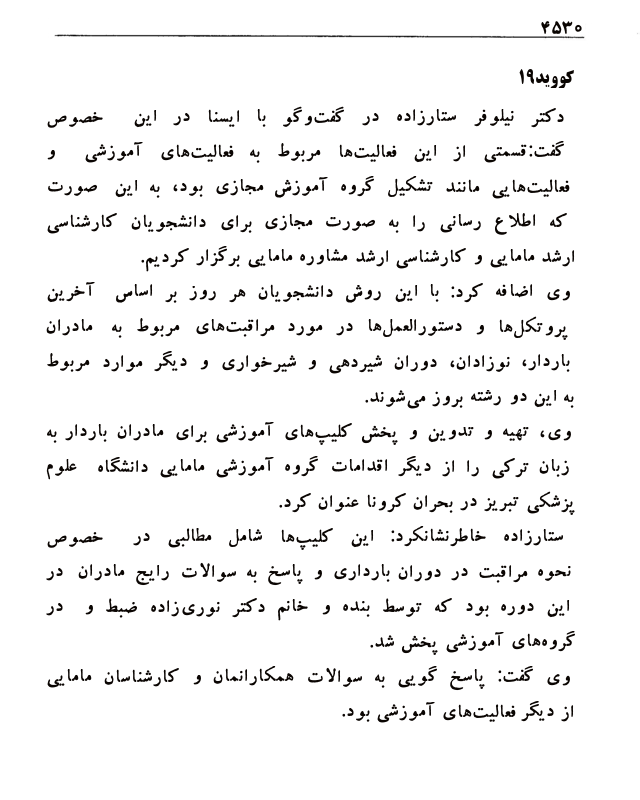 ۴۵۳۰
کووید۱۹
دکتر نیلوفر ستارزاده در گفت‌وگو با ایسنا در این خصوص
گفت:قسمتی از این فعالیت‌ها مربوط به فعالیت‌های آموزشی و
فعالیت‌هایی مانند تشکیل گروه آموزش مجازی بود، به این صورت
که اطلاع رسانی را به صورت مجازی برای دانشجویان کارشناسی
ارشد مامایی و کارشناسی ارشد مشاوره مامایی برگزار کردیم.
وی اضافه کرد: با این روش دانشجویان هر روز بر اساس آخرین
پروتکل‌ها و دستورالعمل‌ها در مورد مراقبت‌های مربوط به مادران
باردار، نوزادان، دوران شیردهی و شیرخواری و دیگر موارد مربوط
به این دو رشته بروز می‌شوند.
وی، تهیه و تدوین و پخش کلیپ‌های آموزشی برای مادران باردار به
زبان ترکی را از دیگر اقدامات گروه آموزشی مامایی دانشگاه علوم
پزشکی تبریز در بحران کرونا عنوان کرد.
ستارزاده خاطرنشانکرد: این کلیپ‌ها شامل مطالبی در خصوص
نحوه مراقبت در دوران بارداری و پاسخ به سوالات رایج مادران در
این دوره بود که توسط بنده و خانم دکتر نوری‌زاده ضبط و در
گروه‌های آموزشی پخش شد.
وی گفت: پاسخ گویی به سوالات همکارانمان و کارشناسان مامایی
از دیگر فعالیت‌های آموزشی بود.